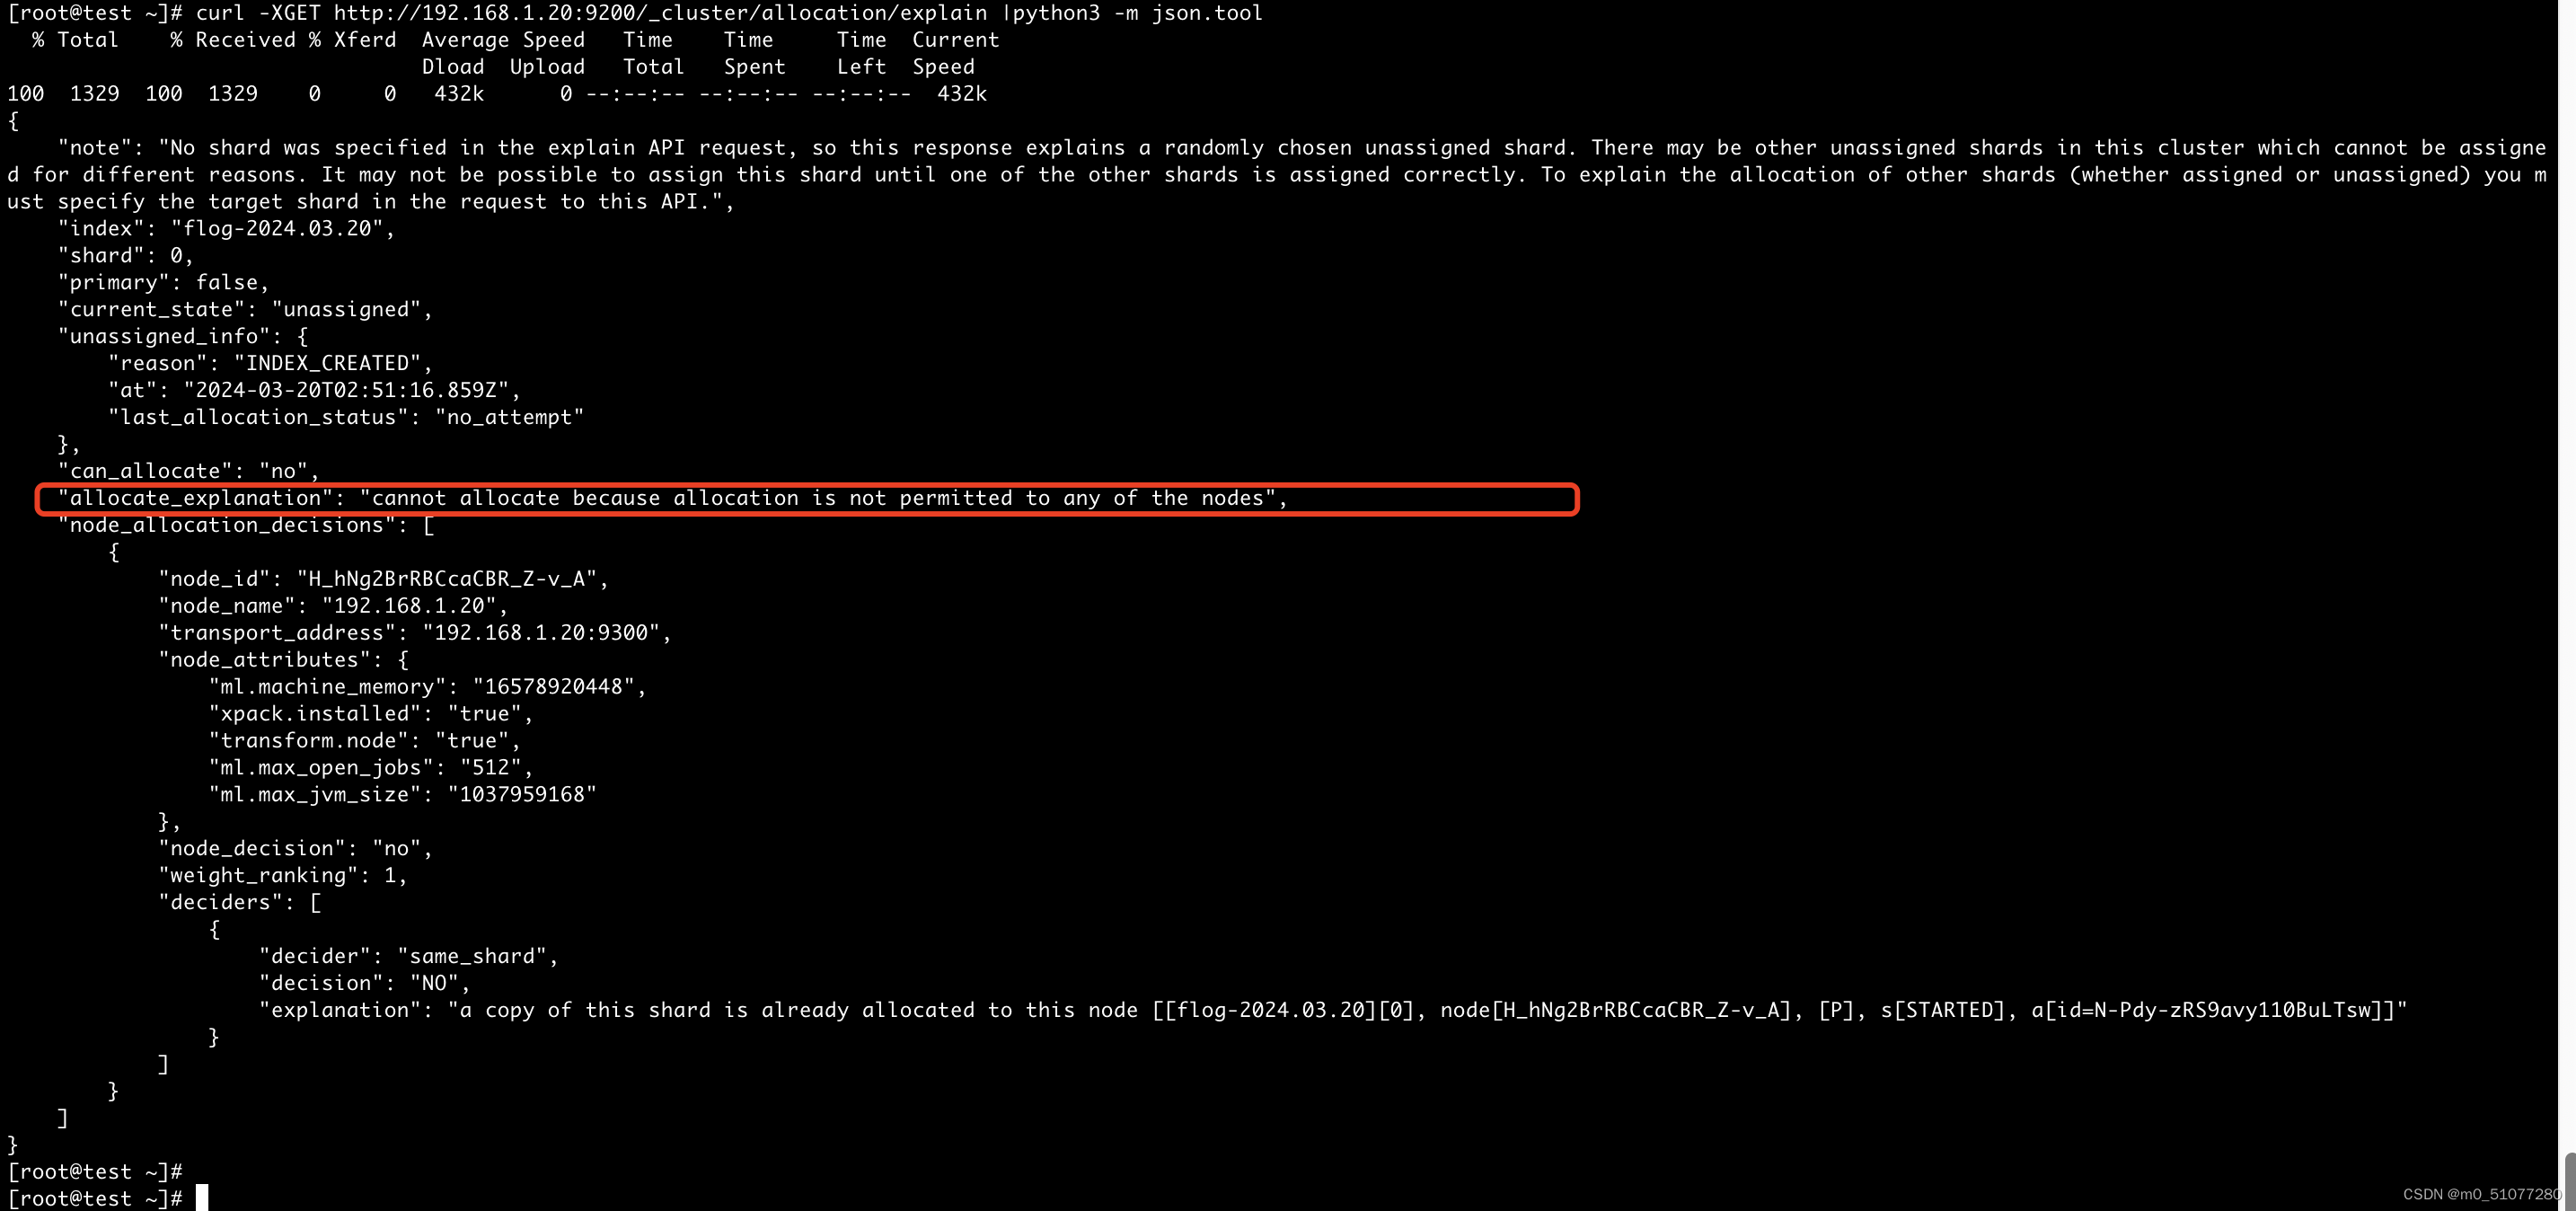 [root@test ~]# curl -XGET http://192.168.1.20:9200/_cluster/allocation/explain |python3 -m json.tool
  % Total    % Received % Xferd  Average Speed   Time    Time     Time  Current
                                 Dload  Upload   Total   Spent    Left  Speed
100  1329  100  1329    0     0   432k      0 --:--:-- --:--:-- --:--:--  432k
{
    "note": "No shard was specified in the explain API request, so this response explains a randomly chosen unassigned shard. There may be other unassigned shards in this cluster which cannot be assigne
d for different reasons. It may not be possible to assign this shard until one of the other shards is assigned correctly. To explain the allocation of other shards (whether assigned or unassigned) you m
ust specify the target shard in the request to this API.",
    "index": "flog-2024.03.20",
    "shard": 0,
    "primary": false,
    "current_state": "unassigned",
    "unassigned_info": {
        "reason": "INDEX_CREATED",
        "at": "2024-03-20T02:51:16.859Z",
        "last_allocation_status": "no_attempt"
    },
    "can_allocate": "no",
    "allocate_explanation": "cannot allocate because allocation is not permitted to any of the nodes",
    "node_allocation_decisions": [
        {
            "node_id": "H_hNg2BrRBCcaCBR_Z-v_A",
            "node_name": "192.168.1.20",
            "transport_address": "192.168.1.20:9300",
            "node_attributes": {
                "ml.machine_memory": "16578920448",
                "xpack.installed": "true",
                "transform.node": "true",
                "ml.max_open_jobs": "512",
                "ml.max_jvm_size": "1037959168"
            },
            "node_decision": "no",
            "weight_ranking": 1,
            "deciders": [
                {
                    "decider": "same_shard",
                    "decision": "NO",
                    "explanation": "a copy of this shard is already allocated to this node [[flog-2024.03.20][0], node[H_hNg2BrRBCcaCBR_Z-v_A], [P], s[STARTED], a[id=N-Pdy-zRS9avy110BuLTsw]]"
                }
            ]
        }
    ]
}
[root@test ~]#
[root@test ~]#
CSDN @m0_51077280